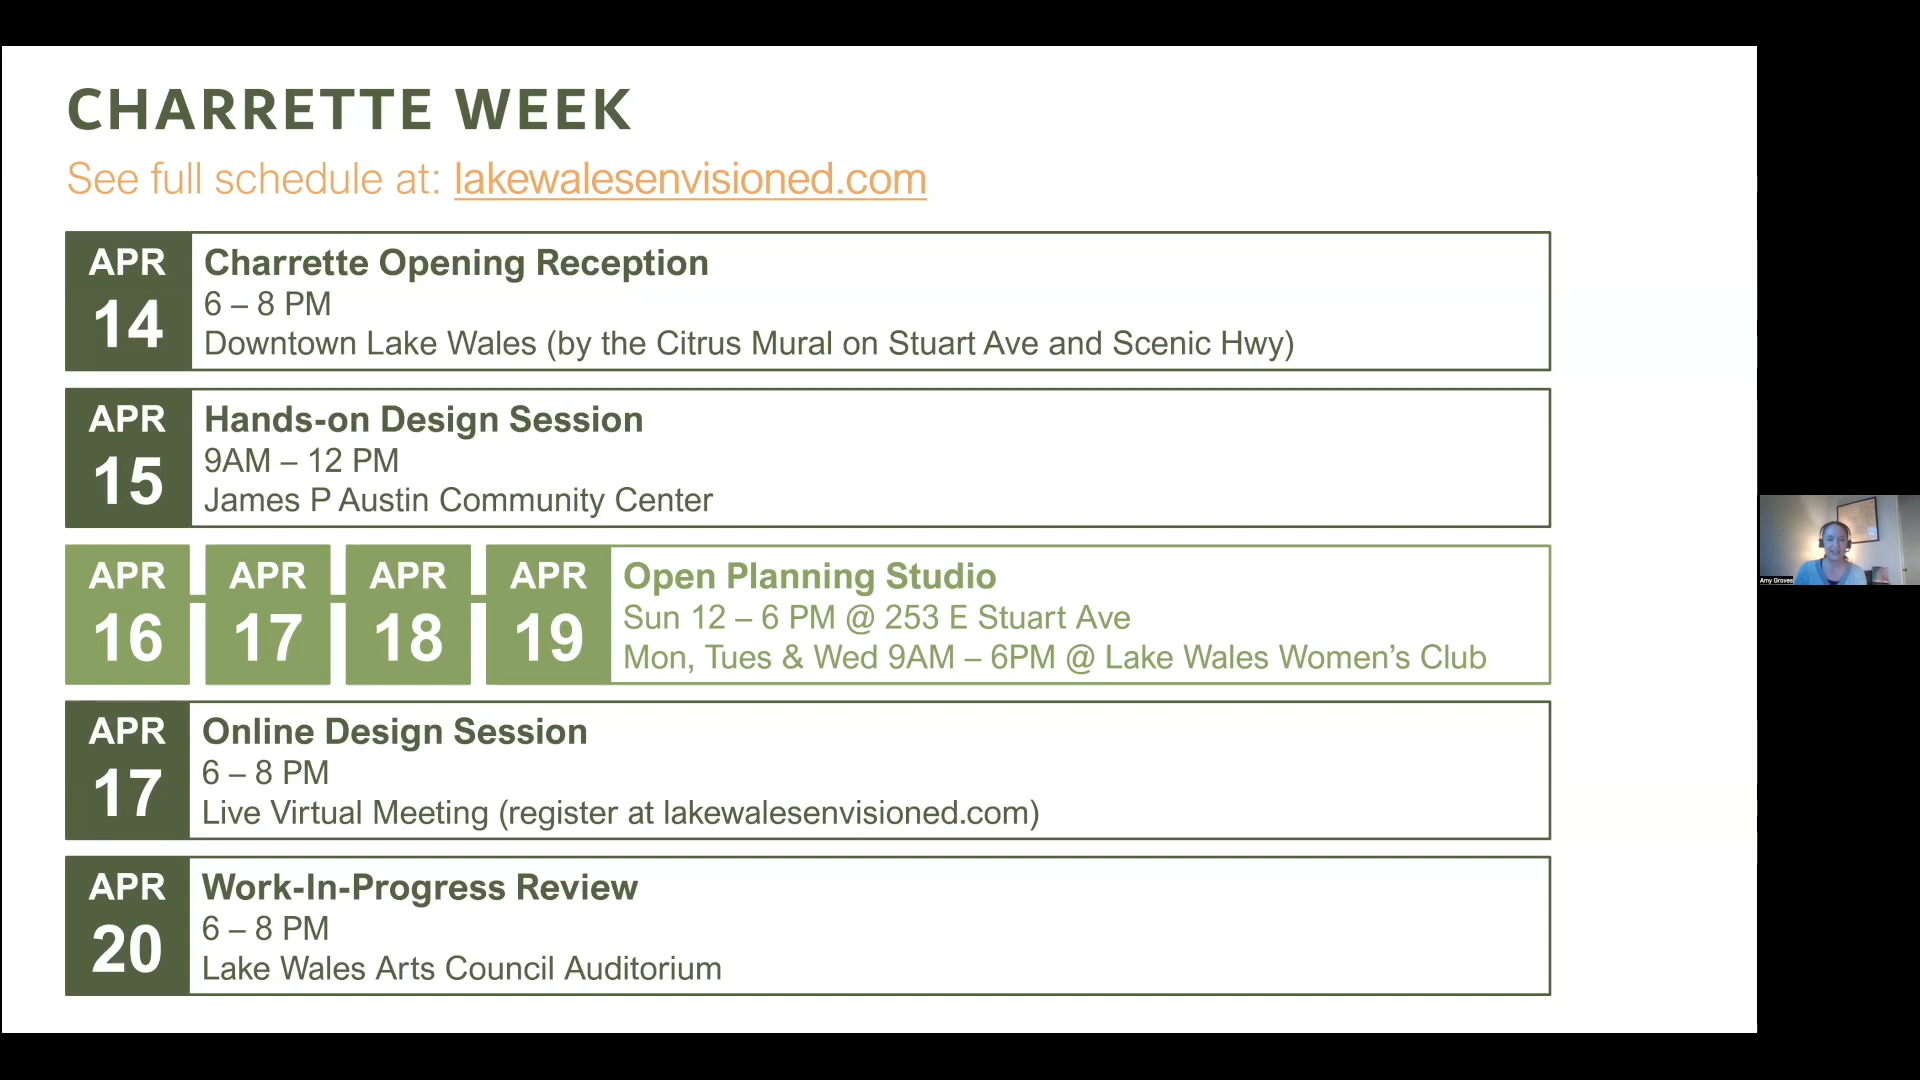 CHARRETTE WEEK
See full schedule at: lakewalesenvisioned.com
APR
14
Charrette Opening Reception
6 – 8 PM
Downtown Lake Wales (by the Citrus Mural on Stuart Ave and Scenic Hwy)
APR
15
Hands-on Design Session
9AM – 12 PM
James P Austin Community Center
APR
16
APR
17
APR
18
APR
19
Open Planning Studio
Sun 12 – 6 PM @ 253 E Stuart Ave
Mon, Tues & Wed 9AM – 6PM @ Lake Wales Women’s Club
APR
17
Online Design Session
6 – 8 PM
Live Virtual Meeting (register at lakewalesenvisioned.com)
APR
20
Work-In-Progress Review
6 – 8 PM
Lake Wales Arts Council Auditorium
Amy Groves